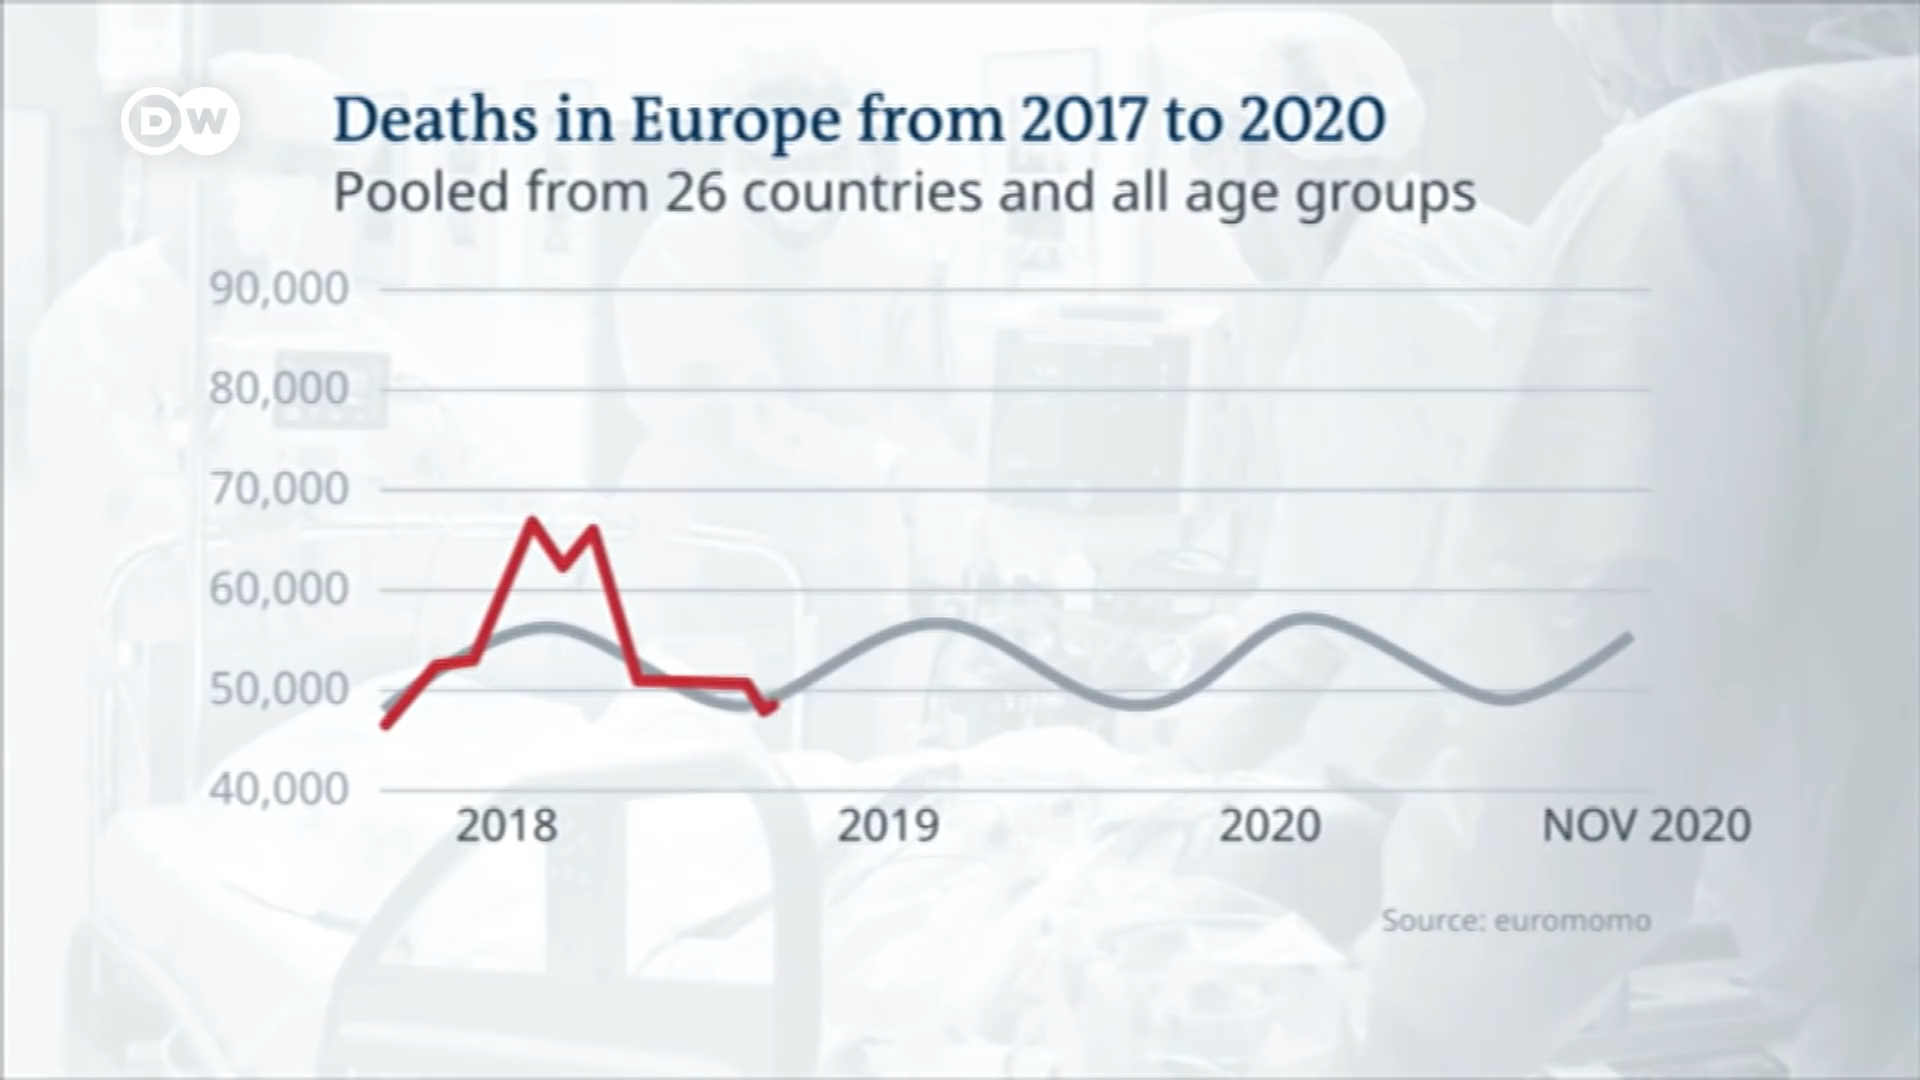 DW
Deaths in Europe from 2017 to 2020
Pooled from 26 countries and all age groups
90,000
80,000
70,000
60,000
50,000
40,000
2018 2019 2020 NOV 2020
Source: euromomo